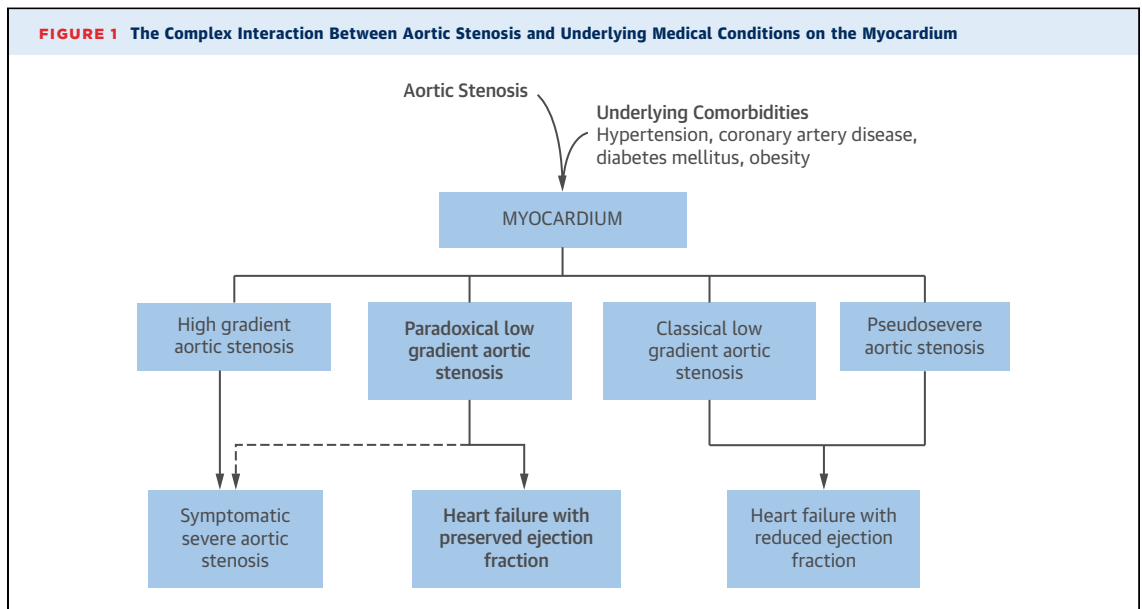 FIGURE 1 The Complex Interaction Between Aortic Stenosis and Underlying Medical Conditions on the Myocardium
Aortic Stenosis
Underlying Comorbidities
Hypertension, coronary artery disease,
diabetes mellitus, obesity
MYOCARDIUM
High gradient
aortic stenosis
Paradoxical low
gradient aortic
stenosis
Classical low
gradient aortic
stenosis
Pseudosevere
aortic stenosis
Symptomatic
severe aortic
stenosis
Heart failure with
preserved ejection
fraction
Heart failure with
reduced ejection
fraction